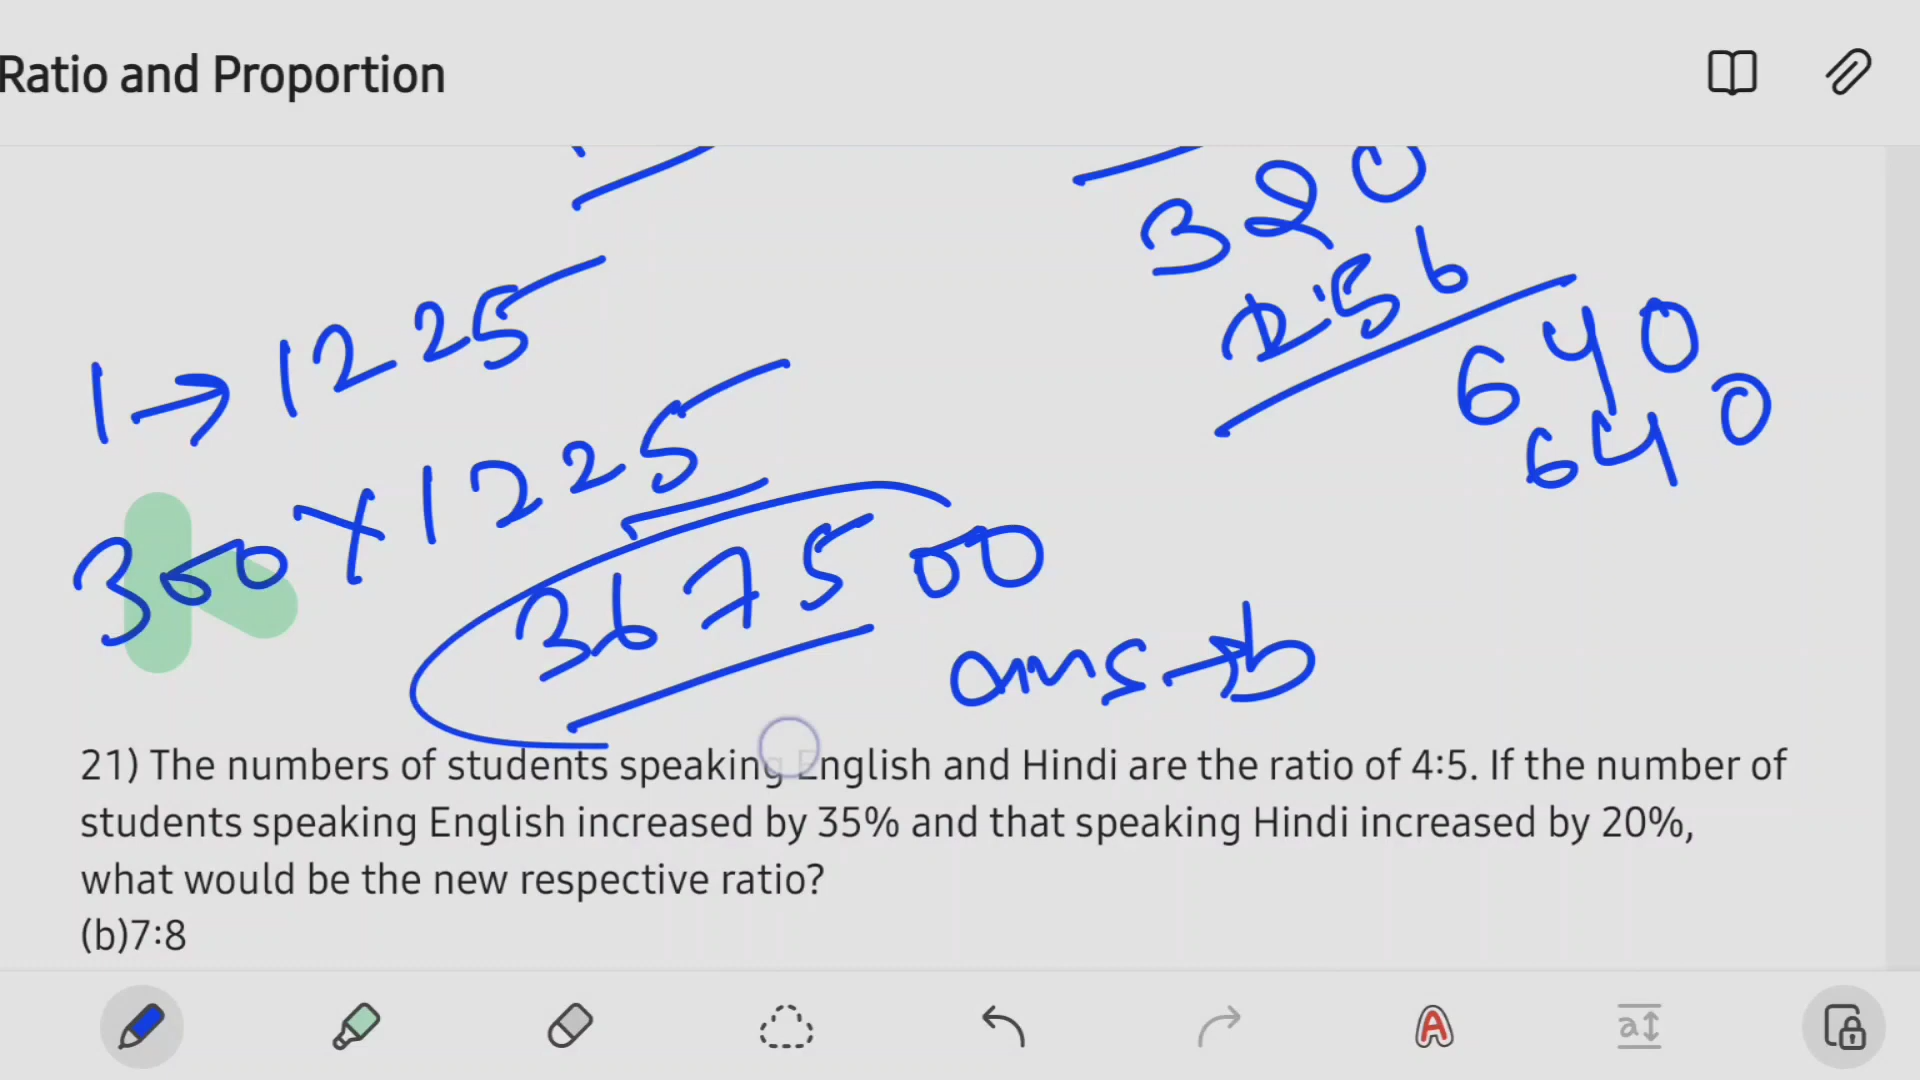 Ratio and Proportion
320
256
640
640
1→1225
300×1225
367500
ans→b
21) The numbers of students speaking English and Hindi are the ratio of 4:5. If the number of
students speaking English increased by 35% and that speaking Hindi increased by 20%,
what would be the new respective ratio?
(b)7:8
A
a